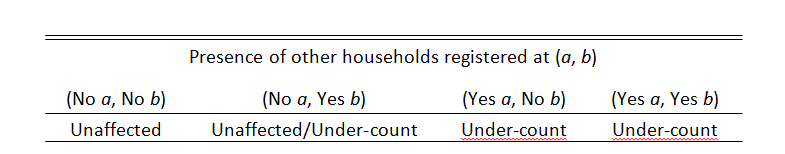 Presence of other households registered at (a, b)
(No a, No b) (No a, Yes b) (Yes a, No b) (Yes a, Yes b)
Unaffected Unaffected/Under-count Under-count Under-count